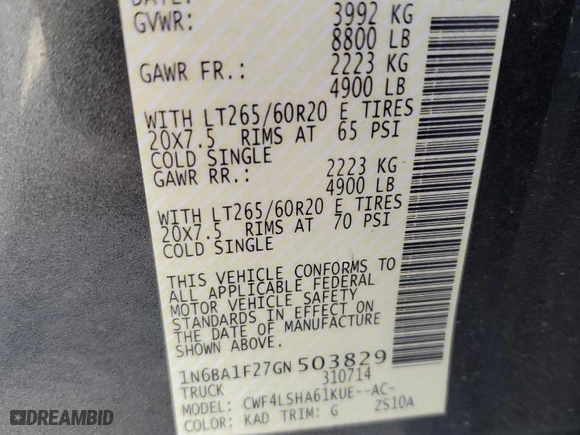 GVWR: 3992 KG
8800 LB
GAWR FR.: 2223 KG
4900 LB
WITH LT265/60R20 E TIRES
20X7.5 RIMS AT 65 PSI
COLD SINGLE
GAWR RR.: 2223 KG
4900 LB
WITH LT265/60R20 E TIRES
20X7.5 RIMS AT 70 PSI
COLD SINGLE
THIS VEHICLE CONFORMS TO
ALL APPLICABLE FEDERAL
MOTOR VEHICLE SAFETY
STANDARDS IN EFFECT ON
THE DATE OF MANUFACTURE
SHOWN ABOVE.
1N6BA1F27GN503829
TRUCK 310714
MODEL: CWF4LSHA61KUE--AC-
COLOR: KAD TRIM: G ZS10A
DREAMBID